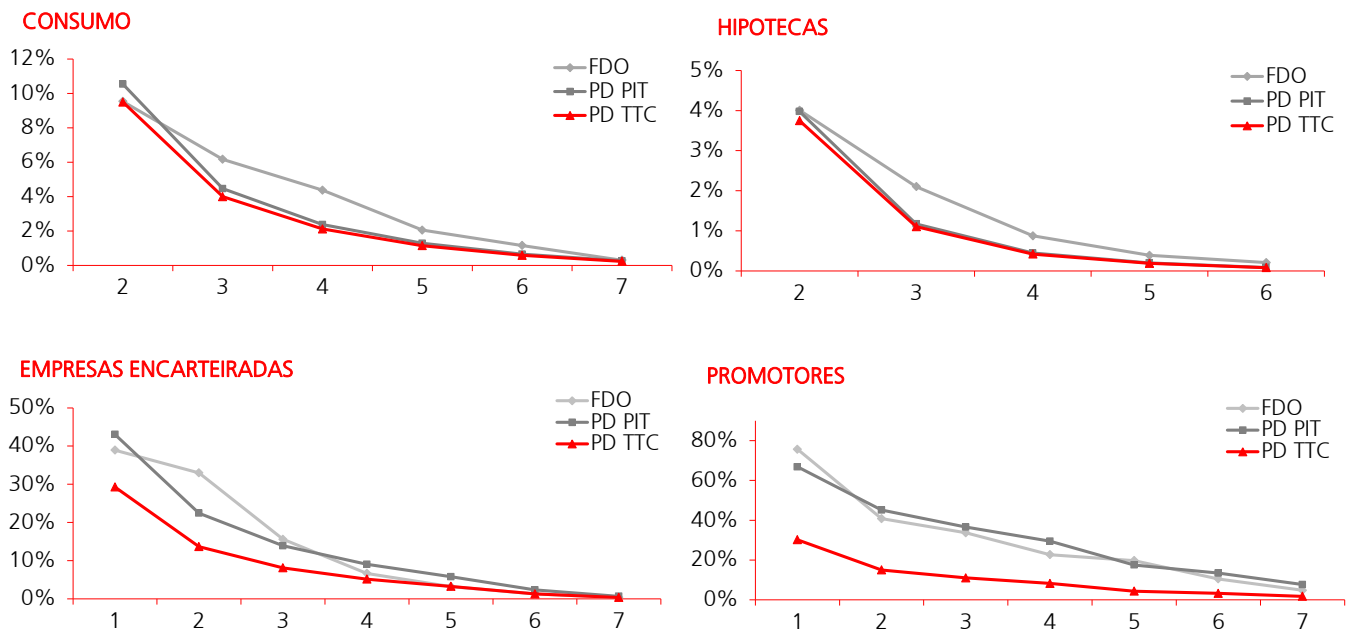 CONSUMO
12%
10%
8%
6%
4%
2%
0%
FDO
PD PIT
PD TTC
2 3 4 5 6 7
HIPOTECAS
5%
4%
3%
2%
1%
0%
FDO
PD PIT
PD TTC
2 3 4 5 6
EMPRESAS ENCARTEIRADAS
50%
40%
30%
20%
10%
0%
FDO
PD PIT
PD TTC
1 2 3 4 5 6 7
PROMOTORES
80%
60%
40%
20%
0%
FDO
PD PIT
PD TTC
1 2 3 4 5 6 7